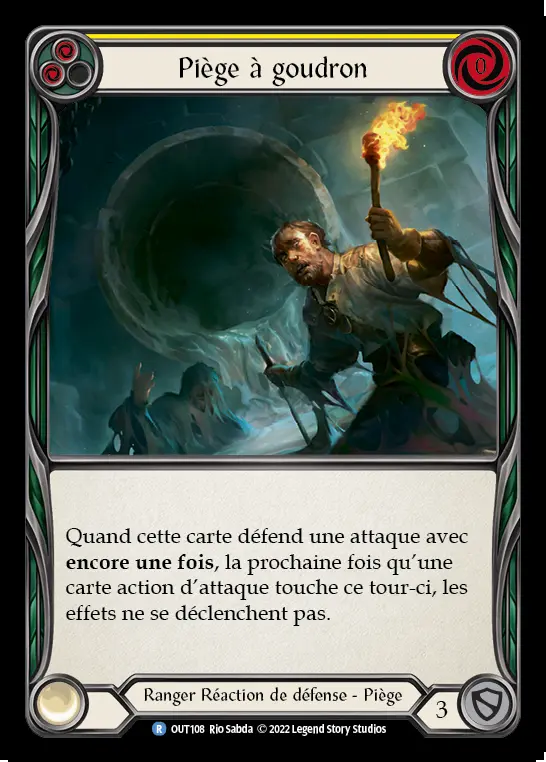 Piège à goudron
0
Quand cette carte défend une attaque avec
encore une fois, la prochaine fois qu'une
carte action d'attaque touche ce tour-ci, les
effets ne se déclenchent pas.
Ranger Réaction de défense - Piège
3
R OUT108 Rio Sabda © 2022 Legend Story Studios